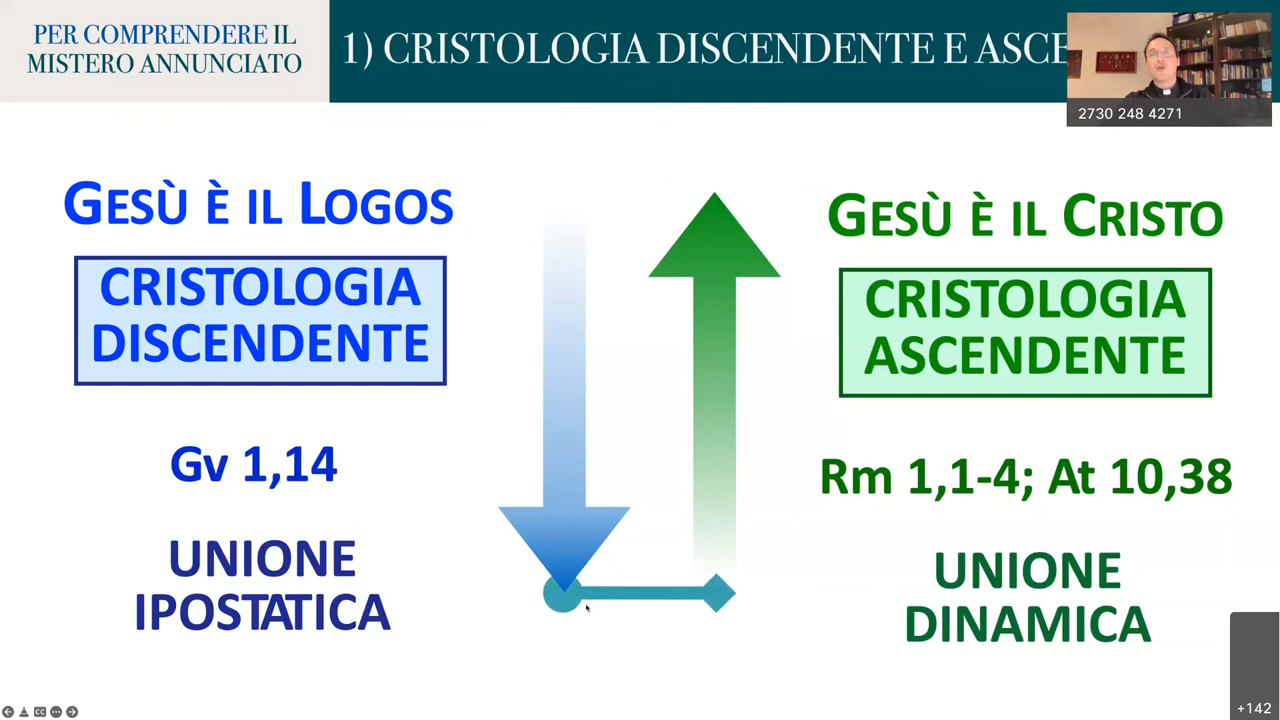 PER COMPRENDERE IL
MISTERO ANNUNCIATO
1) CRISTOLOGIA DISCENDENTE E ASCE
2730 248 4271
GESÙ È IL LOGOS
CRISTOLOGIA
DISCENDENTE
Gv 1,14
UNIONE
IPOSTATICA
GESÙ È IL CRISTO
CRISTOLOGIA
ASCENDENTE
Rm 1,1-4; At 10,38
UNIONE
DINAMICA
+142